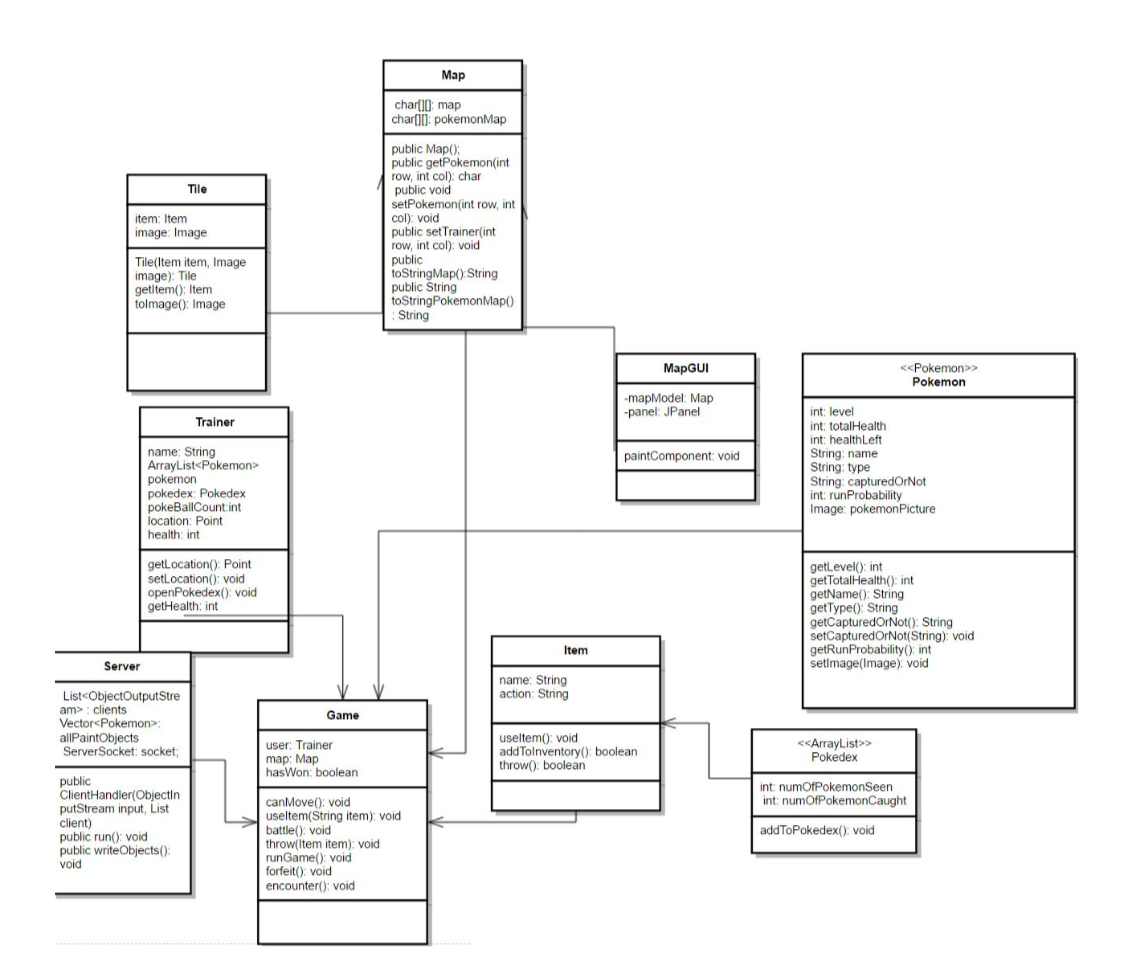 Map
char[][]: map
char[][]: pokemonMap
public Map();
public getPokemon(int
row, int col): char
public void
setPokemon(int row, int
col): void
public setTrainer(int
row, int col): void
public
toStringMap():String
public String
toStringPokemonMap()
: String
Tile
item: Item
image: Image
Tile(Item item, Image
image): Tile
getItem(): Item
toImage(): Image
MapGUI
-mapModel: Map
-panel: JPanel
paintComponent: void
<<Pokemon>>
Pokemon
int: level
int: totalHealth
int: healthLeft
String: name
String: type
String: capturedOrNot
int: runProbability
Image: pokemonPicture
getLevel(): int
getTotalHealth(): int
getName(): String
getType(): String
getCapturedOrNot(): String
setCapturedOrNot(String): void
getRunProbability(): int
setImage(Image): void
Trainer
name: String
ArrayList<Pokemon>
pokemon
pokedex: Pokedex
pokeBallCount:int
location: Point
health: int
getLocation(): Point
setLocation(): void
openPokedex(): void
getHealth: int
Server
List<ObjectOutputStre
am> : clients
Vector<Pokemon>:
allPaintObjects
ServerSocket: socket;
public
ClientHandler(ObjectIn
putStream input, List
client)
public run(): void
public writeObjects():
void
Game
user: Trainer
map: Map
hasWon: boolean
canMove(): void
useItem(String item): void
battle(): void
throw(Item item): void
runGame(): void
forfeit(): void
encounter(): void
Item
name: String
action: String
useItem(): void
addToInventory(): boolean
throw(): boolean
<<ArrayList>>
Pokedex
int: numOfPokemonSeen
int: numOfPokemonCaught
addToPokedex(): void